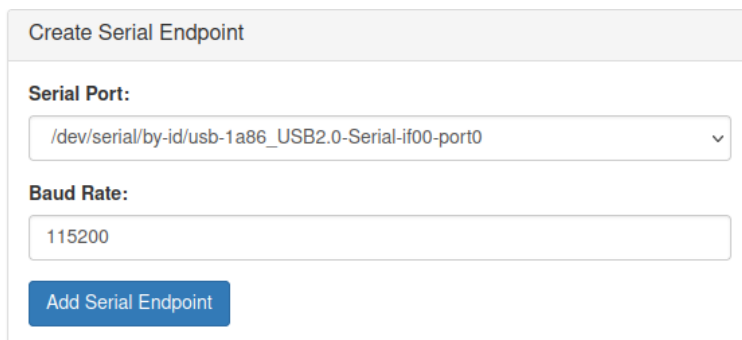 Create Serial Endpoint
Serial Port:
/dev/serial/by-id/usb-1a86_USB2.0-Serial-if00-port0
Baud Rate:
115200
Add Serial Endpoint